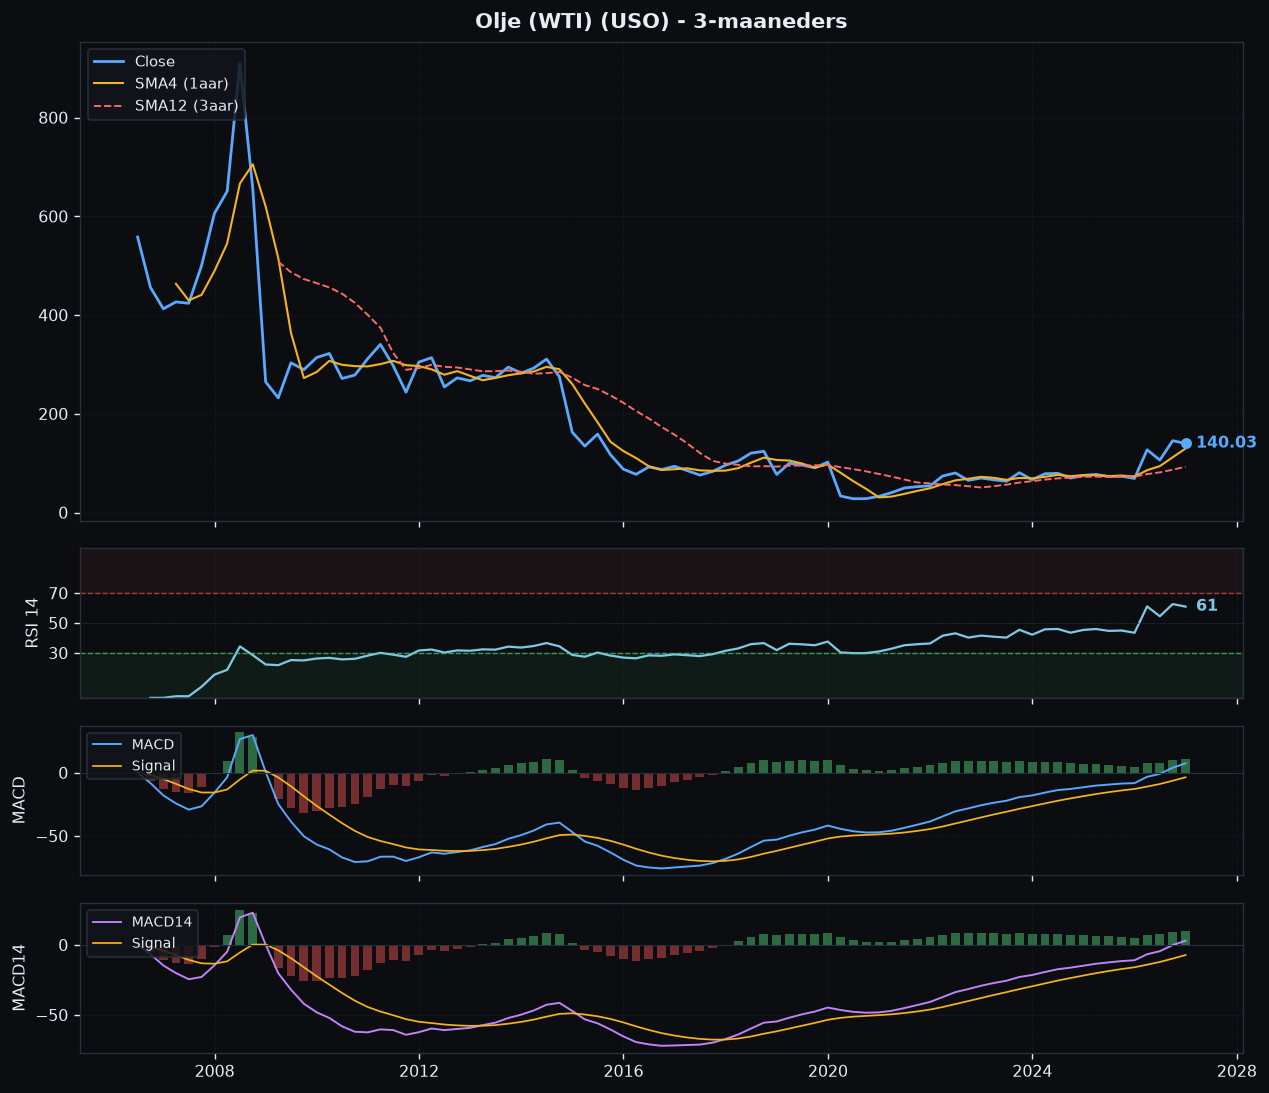 Olje (WTI) (USO) - 3-maaneders
Close
SMA4 (1aar)
SMA12 (3aar)
800
600
400
200
0
140.03
RSI 14
70
50
30
61
MACD
MACD
Signal
0
−50
MACD14
MACD14
Signal
0
−50
2008 2012 2016 2020 2024 2028